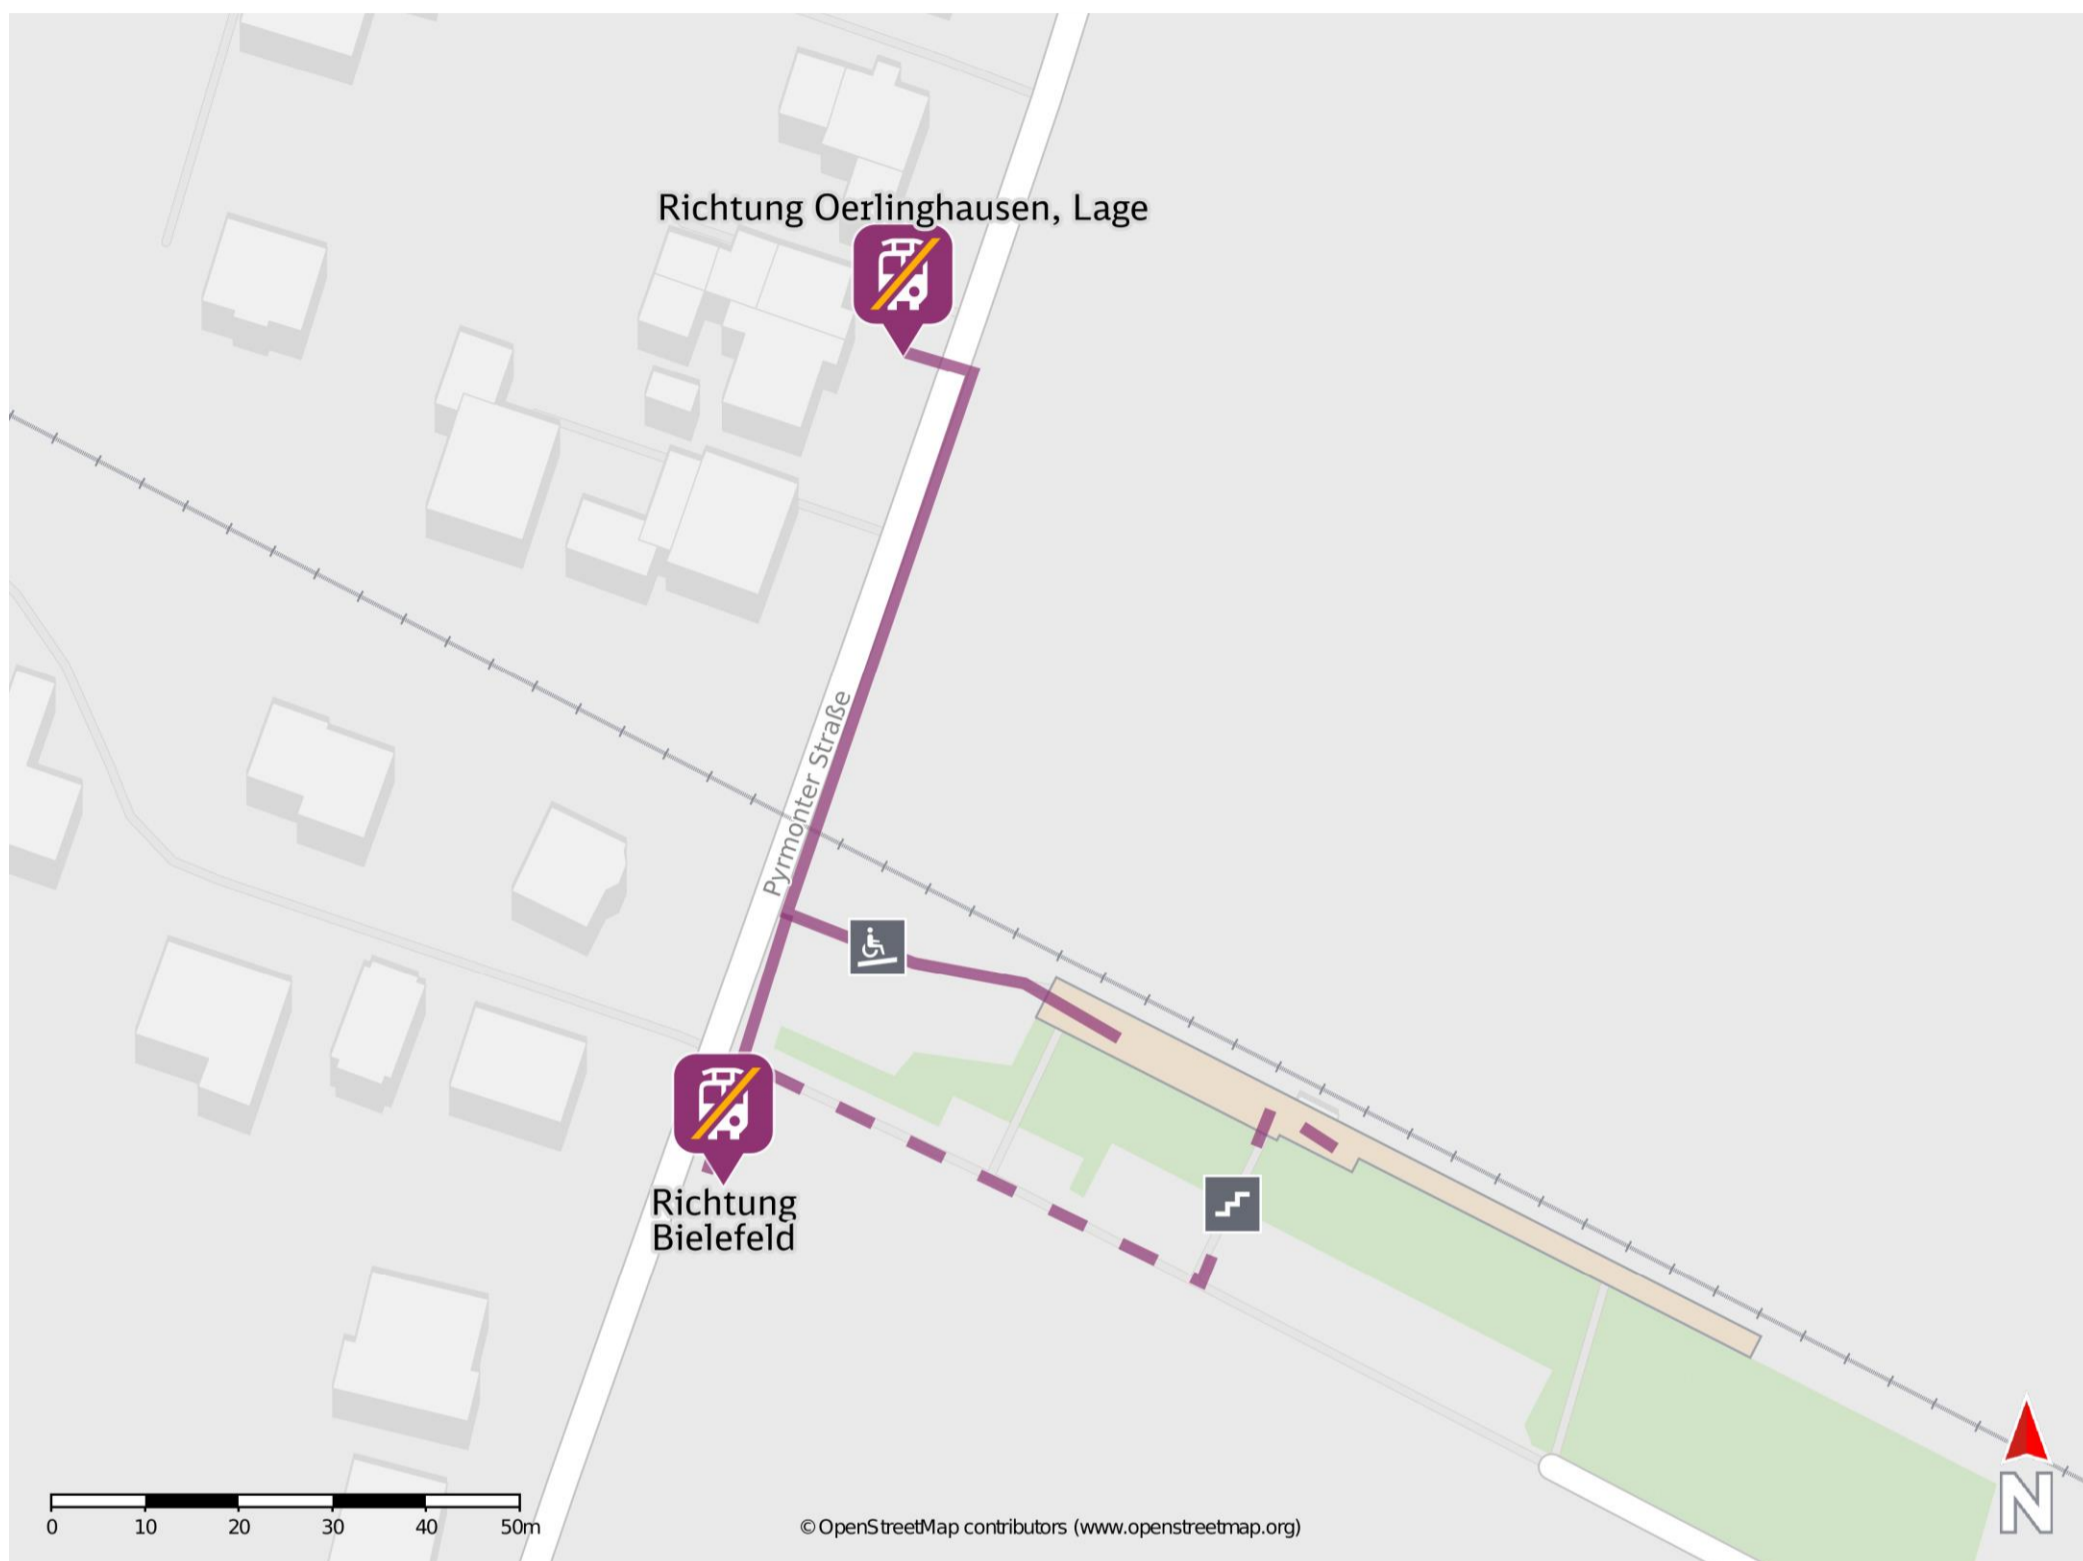 Richtung Oerlinghausen, Lage
Pyrmonter Straße
Richtung
Bielefeld
0 10 20 30 40 50m
© OpenStreetMap contributors (www.openstreetmap.org)
N